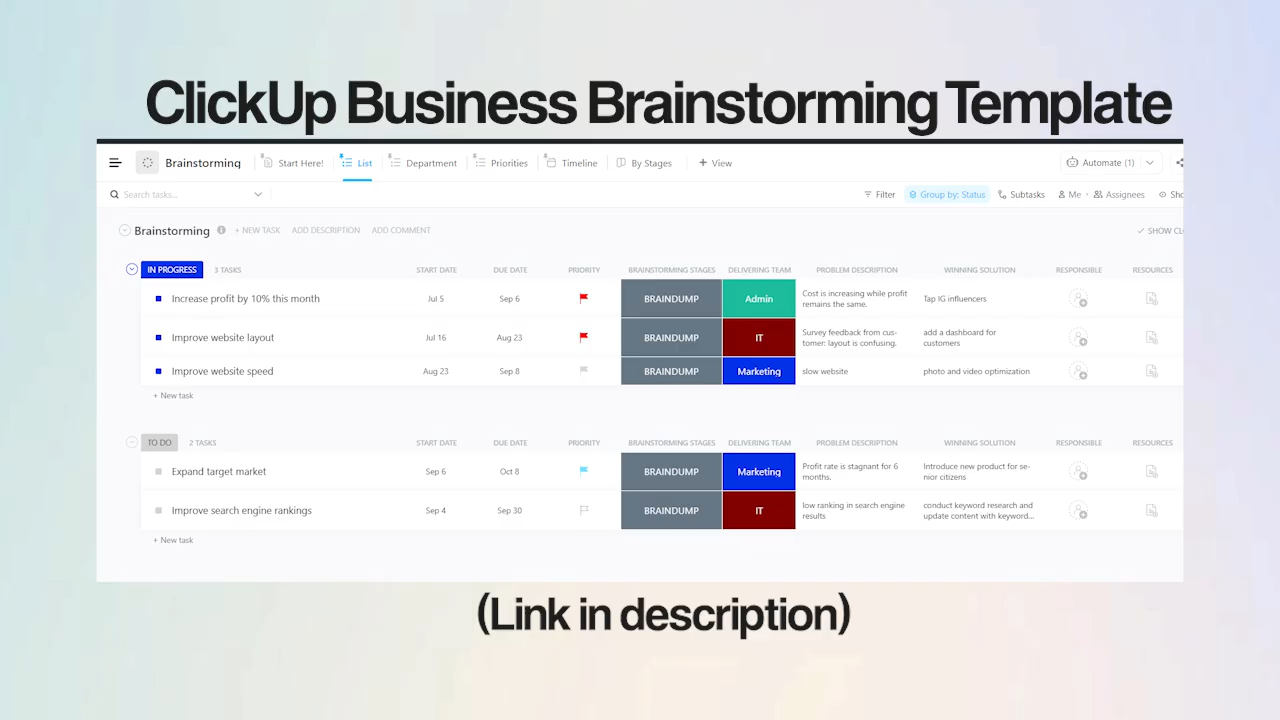 ClickUp Business Brainstorming Template
Brainstorming Start Here! List Department Priorities Timeline By Stages + View Automate (1)
Search tasks... Filter Group by: Status Subtasks Me · Assignees Sho
Brainstorming + NEW TASK ADD DESCRIPTION ADD COMMENT SHOW CL
IN PROGRESS 3 TASKS START DATE DUE DATE PRIORITY BRAINSTORMING STAGES DELIVERING TEAM PROBLEM DESCRIPTION WINNING SOLUTION RESPONSIBLE RESOURCES
Increase profit by 10% this month Jul 5 Sep 6 BRAINDUMP Admin Cost is increasing while profit
remains the same. Tap IG influencers
Improve website layout Jul 16 Aug 23 BRAINDUMP IT Survey feedback from cus-
tomer: layout is confusing. add a dashboard for
customers
Improve website speed Aug 23 Sep 8 BRAINDUMP Marketing slow website photo and video optimization
+ New task
TO DO 2 TASKS START DATE DUE DATE PRIORITY BRAINSTORMING STAGES DELIVERING TEAM PROBLEM DESCRIPTION WINNING SOLUTION RESPONSIBLE RESOURCES
Expand target market Sep 6 Oct 8 BRAINDUMP Marketing Profit rate is stagnant for 6
months. Introduce new product for se-
nior citizens
Improve search engine rankings Sep 4 Sep 30 BRAINDUMP IT low ranking in search engine
results conduct keyword research and
update content with keyword...
+ New task
(Link in description)